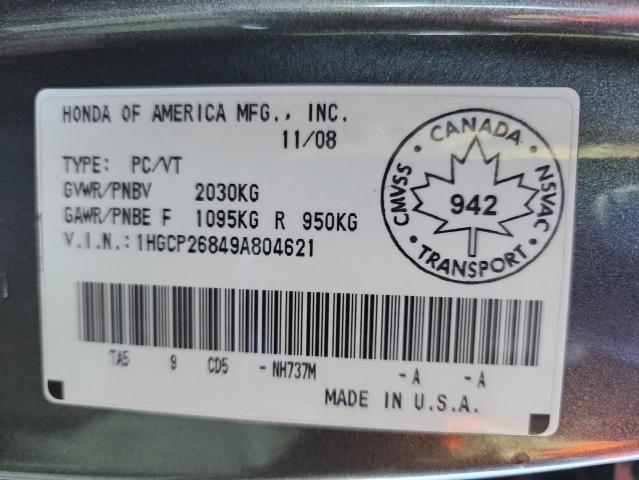 HONDA OF AMERICA MFG., INC.
11/08
TYPE: PC/VT
GVWR/PNBV 2030KG
GAWR/PNBE F 1095KG R 950KG
V.I.N.: 1HGCP26849A804621
CANADA
CMVSS
942
NSVAC
TRANSPORT
TA5 9 CD5 - NH737M - A - A
MADE IN U.S.A.